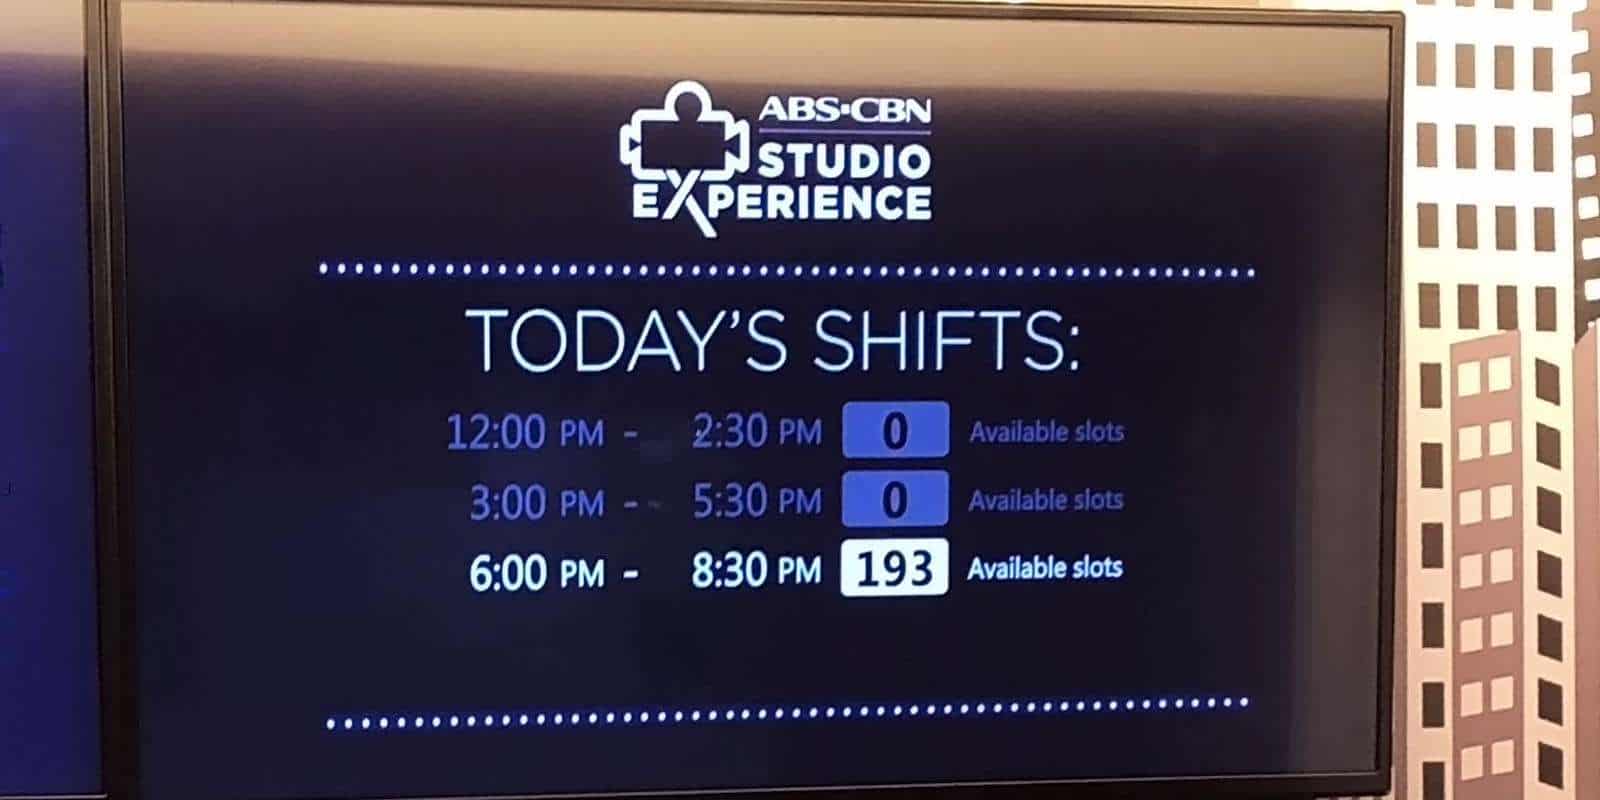 ABS-CBN
STUDIO
EXPERIENCE
TODAY'S SHIFTS:
12:00 PM - 2:30 PM 0 Available slots
3:00 PM - 5:30 PM 0 Available slots
6:00 PM - 8:30 PM 193 Available slots